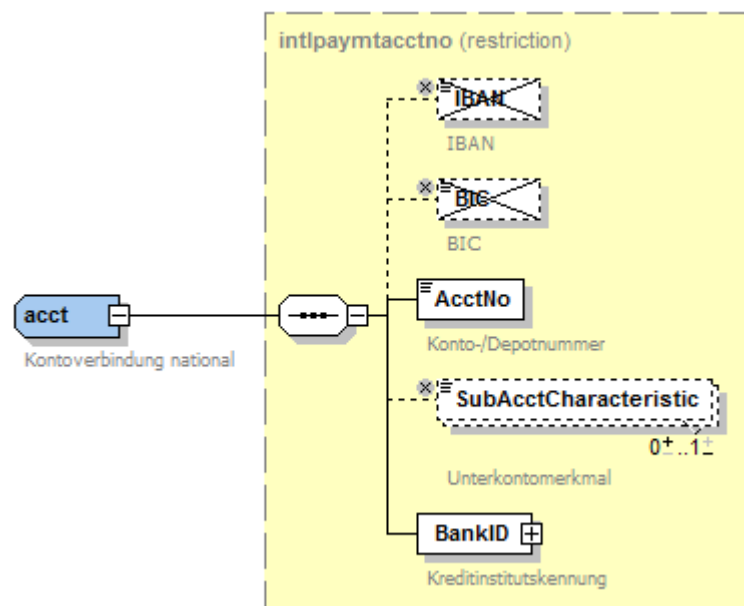 intlpaymtacctno (restriction)
IBAN
IBAN
BIC
BIC
acct
Kontoverbindung national
AcctNo
Konto-/Depotnummer
SubAcctCharacteristic
0±..1±
Unterkontomerkmal
BankID
Kreditinstitutskennung